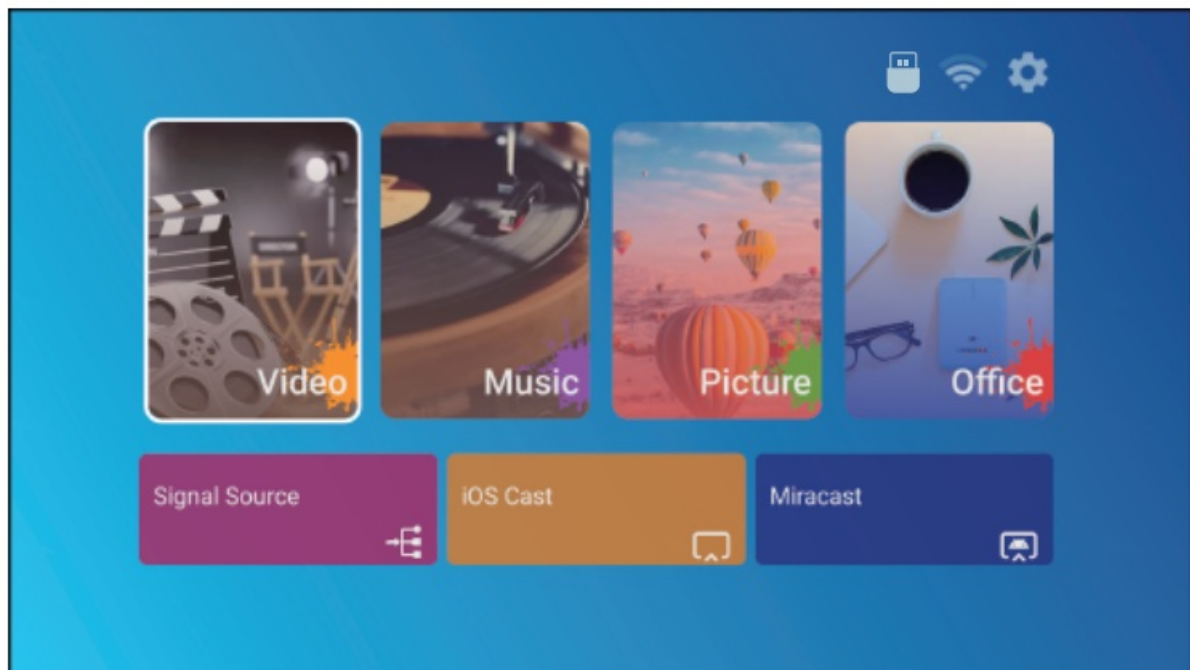 Video
Music
Picture
Office
Signal Source
iOS Cast
Miracast